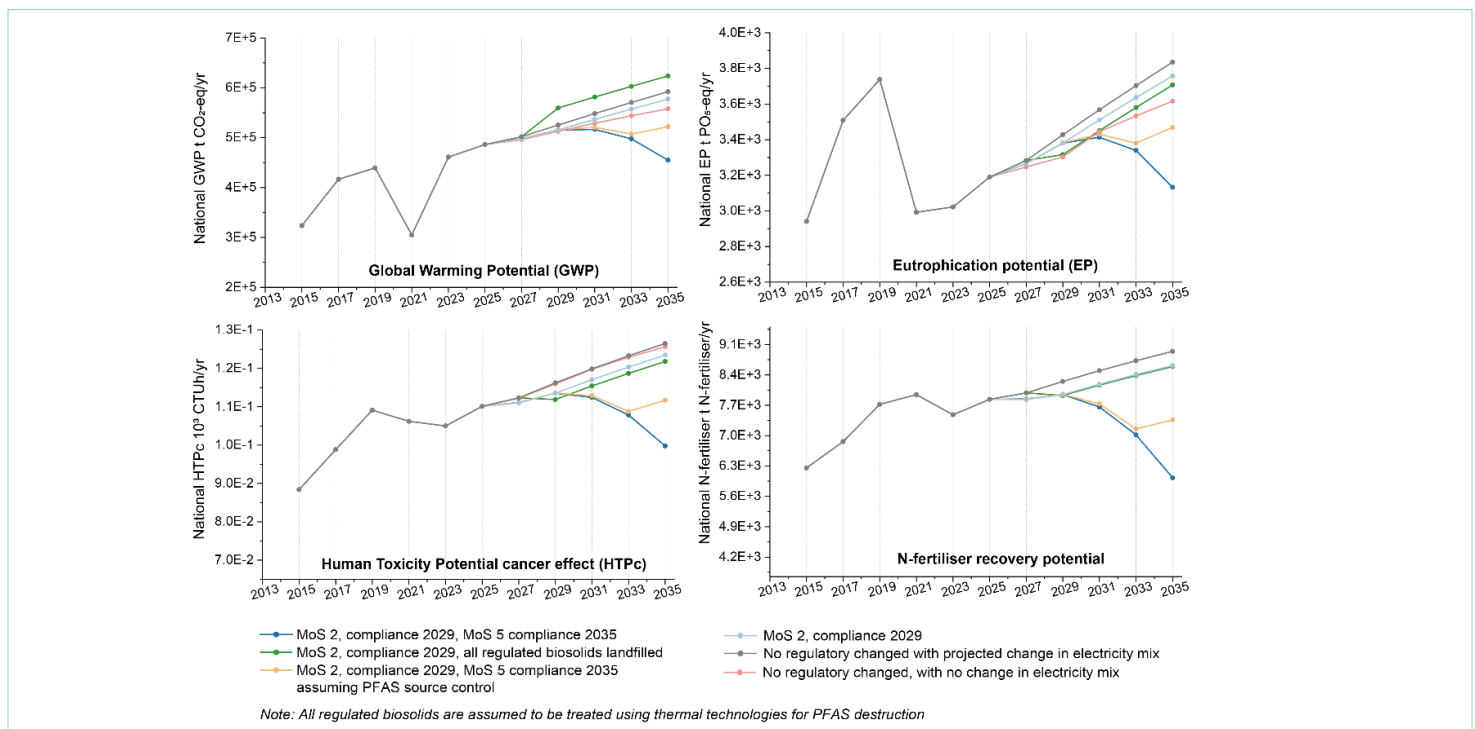 7E+5
6E+5
5E+5
4E+5
3E+5
2E+5
National GWP t CO₂-eq/yr
Global Warming Potential (GWP)
2013 2015 2017 2019 2021 2023 2025 2027 2029 2031 2033 2035
4.0E+3
3.8E+3
3.6E+3
3.4E+3
3.2E+3
3.0E+3
2.8E+3
2.6E+3
National EP t PO₆-eq/yr
Eutrophication potential (EP)
2013 2015 2017 2019 2021 2023 2025 2027 2029 2031 2033 2035
1.3E-1
1.2E-1
1.1E-1
1.0E-1
9.0E-2
8.0E-2
7.0E-2
National HTPc 10³ CTUh/yr
Human Toxicity Potential cancer effect (HTPc)
2013 2015 2017 2019 2021 2023 2025 2027 2029 2031 2033 2035
9.1E+3
8.4E+3
7.7E+3
7.0E+3
6.3E+3
5.6E+3
4.9E+3
4.2E+3
National N-fertiliser t N-fertiliser/yr
N-fertiliser recovery potential
2013 2015 2017 2019 2021 2023 2025 2027 2029 2031 2033 2035
MoS 2, compliance 2029, MoS 5 compliance 2035
MoS 2, compliance 2029, all regulated biosolids landfilled
MoS 2, compliance 2029, MoS 5 compliance 2035
assuming PFAS source control
MoS 2, compliance 2029
No regulatory changed with projected change in electricity mix
No regulatory changed, with no change in electricity mix
Note: All regulated biosolids are assumed to be treated using thermal technologies for PFAS destruction